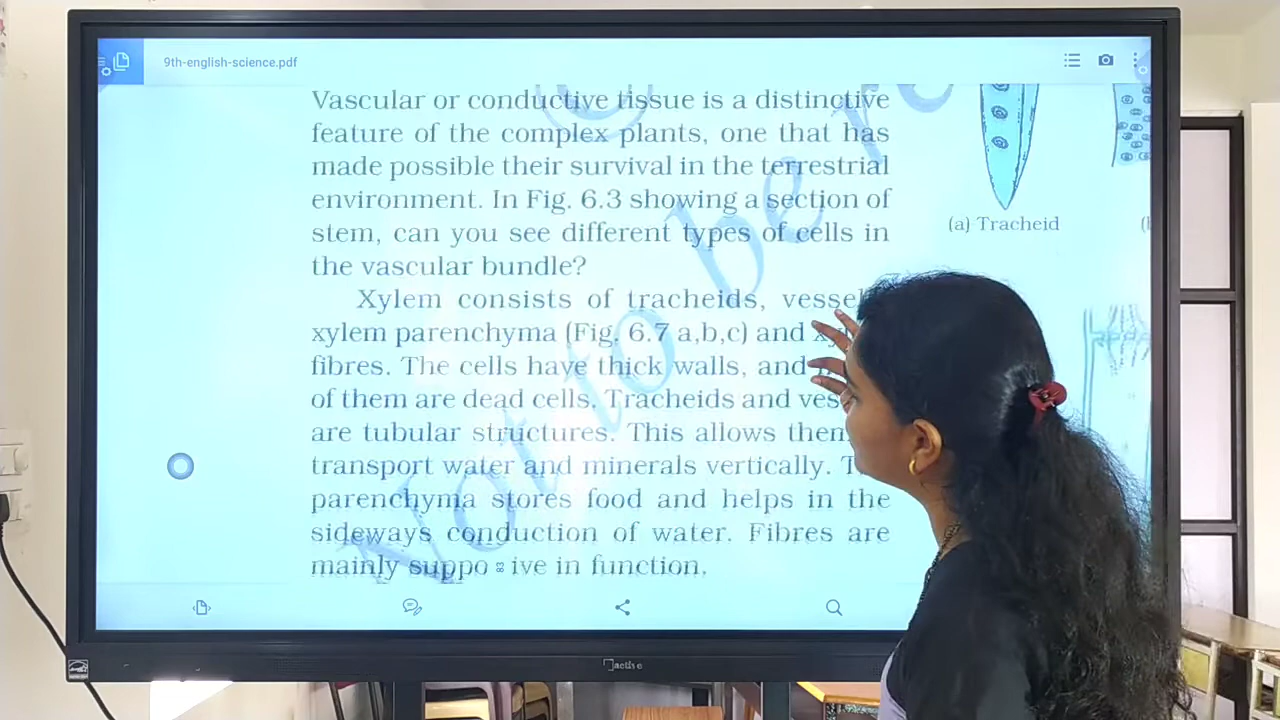 9th-english-science.pdf
Vascular or conductive tissue is a distinctive
feature of the complex plants, one that has
made possible their survival in the terrestrial
environment. In Fig. 6.3 showing a section of
stem, can you see different types of cells in
the vascular bundle?
(a) Tracheid
Xylem consists of tracheids, vessel
xylem parenchyma (Fig. 6.7 a,b,c) and
fibres. The cells have thick walls, and
of them are dead cells. Tracheids and ves
are tubular structures. This allows them
transport water and minerals vertically.
parenchyma stores food and helps in the
sideways conduction of water. Fibres are
mainly suppo ive in function.
Not to be r
©